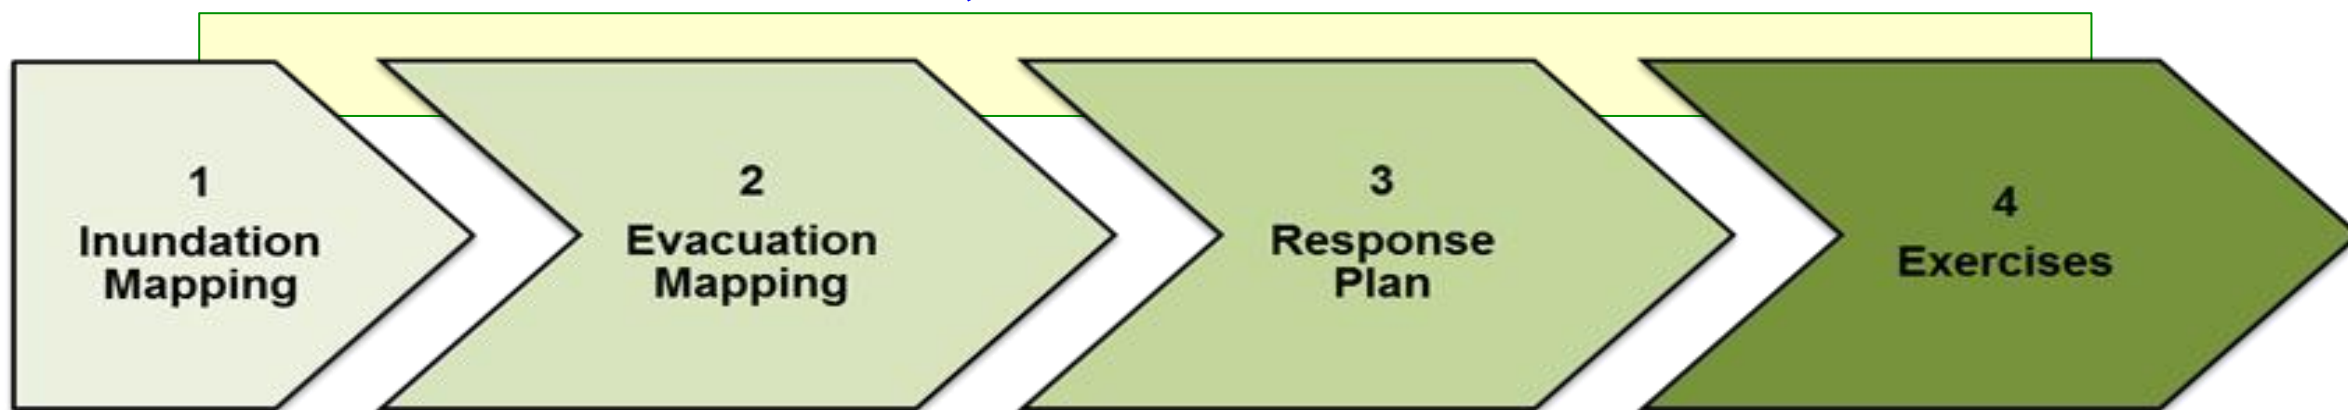 1
Inundation
Mapping
2
Evacuation
Mapping
3
Response
Plan
4
Exercises